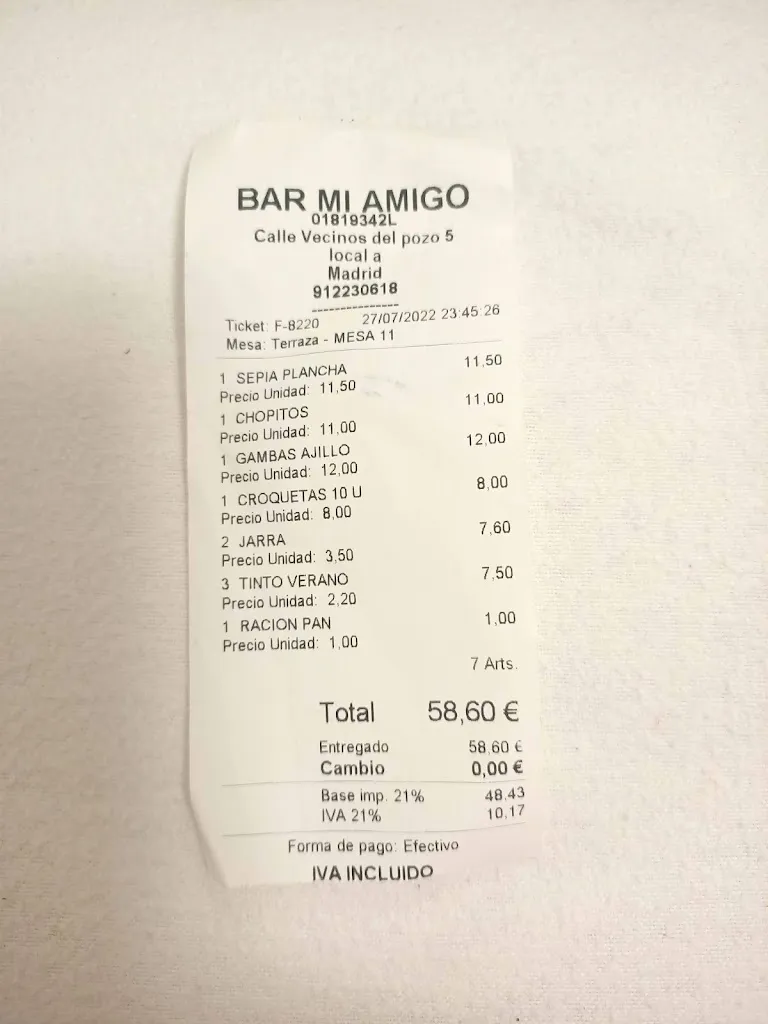 BAR MI AMIGO
01819342L
Calle Vecinos del pozo 5
local a
Madrid
912230618
---------------
Ticket: F-8220 27/07/2022 23:45:26
Mesa: Terraza - MESA 11
1 SEPIA PLANCHA 11,50
Precio Unidad: 11,50
1 CHOPITOS 11,00
Precio Unidad: 11,00
1 GAMBAS AJILLO 12,00
Precio Unidad: 12,00
1 CROQUETAS 10 U 8,00
Precio Unidad: 8,00
2 JARRA 7,60
Precio Unidad: 3,50
3 TINTO VERANO 7,50
Precio Unidad: 2,20
1 RACION PAN 1,00
Precio Unidad: 1,00
7 Arts.
Total 58,60 €
Entregado 58,60 €
Cambio 0,00 €
Base imp. 21% 48,43
IVA 21% 10,17
Forma de pago: Efectivo
IVA INCLUIDO